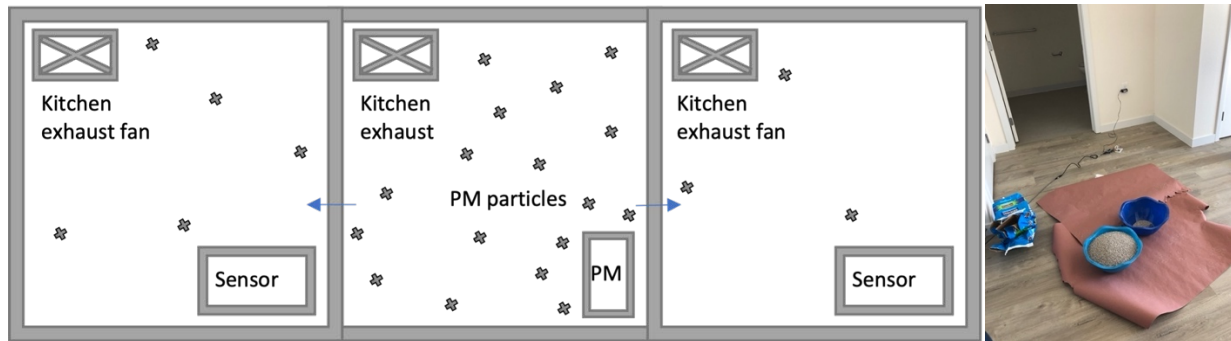 Kitchen
exhaust fan
Sensor
Kitchen
exhaust
PM particles
PM
Kitchen
exhaust fan
Sensor